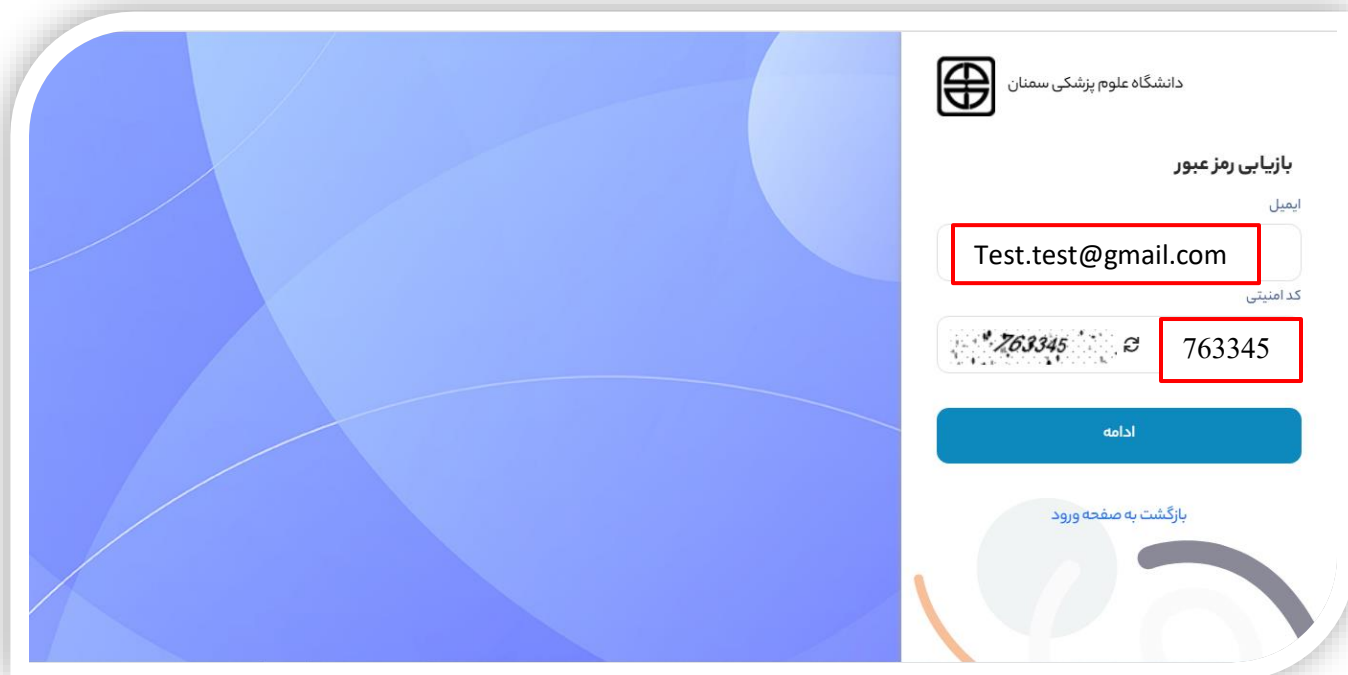 دانشگاه علوم پزشکی سمنان
بازیابی رمز عبور
ایمیل
Test.test@gmail.com
کد امنیتی
763345 763345
ادامه
بازگشت به صفحه ورود